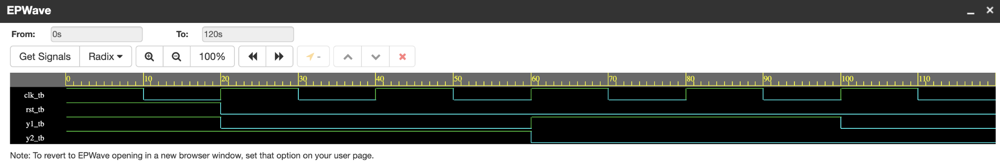 EPWave
From: 0s To: 120s
Get Signals Radix 100% -
0 10 20 30 40 50 60 70 80 90 100 110
clk_tb
rst_tb
y1_tb
y2_tb
Note: To revert to EPWave opening in a new browser window, set that option on your user page.